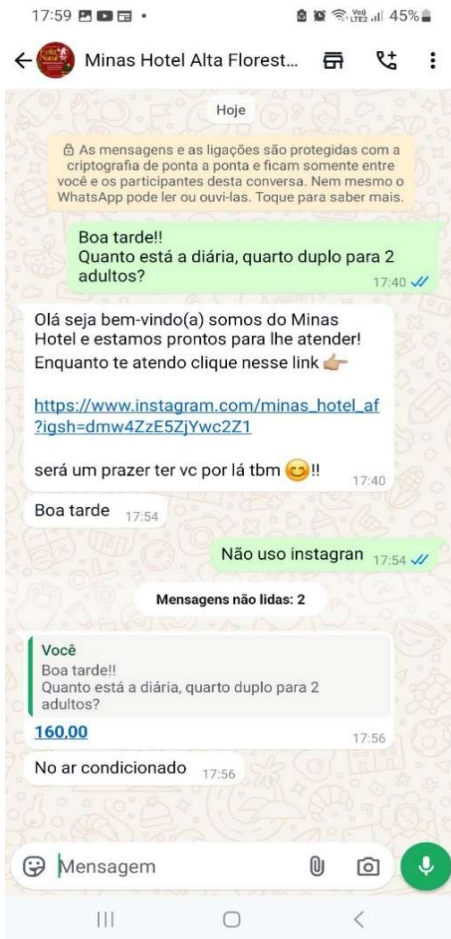 17:59
LTE2 45%
Minas Hotel Alta Florest...
Hoje
As mensagens e as ligações são protegidas com a
criptografia de ponta a ponta e ficam somente entre
você e os participantes desta conversa. Nem mesmo o
WhatsApp pode ler ou ouvi-las. Toque para saber mais.
Boa tarde!!
Quanto está a diária, quarto duplo para 2
adultos?
17:40
Olá seja bem-vindo(a) somos do Minas
Hotel e estamos prontos para lhe atender!
Enquanto te atendo clique nesse link 👉🏼
https://www.instagram.com/minas_hotel_af
?igsh=dmw4ZzE5ZjYwc2Z1
será um prazer ter vc por lá tbm 😊!!
17:40
Boa tarde 17:54
Não uso instagran 17:54
Mensagens não lidas: 2
Você
Boa tarde!!
Quanto está a diária, quarto duplo para 2
adultos?
160,00
17:56
No ar condicionado 17:56
Mensagem